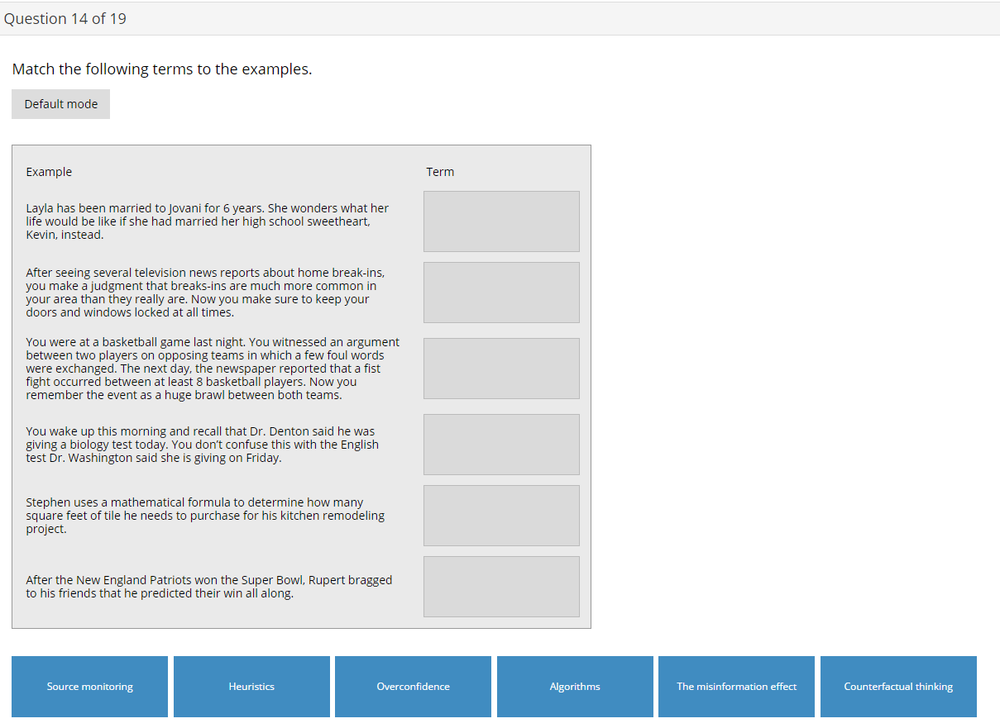 Question 14 of 19
Match the following terms to the examples.
Default mode
Example Term
Layla has been married to Jovani for 6 years. She wonders what her
life would be like if she had married her high school sweetheart,
Kevin, instead.
After seeing several television news reports about home break-ins,
you make a judgment that breaks-ins are much more common in
your area than they really are. Now you make sure to keep your
doors and windows locked at all times.
You were at a basketball game last night. You witnessed an argument
between two players on opposing teams in which a few foul words
were exchanged. The next day, the newspaper reported that a fist
fight occurred between at least 8 basketball players. Now you
remember the event as a huge brawl between both teams.
You wake up this morning and recall that Dr. Denton said he was
giving a biology test today. You don’t confuse this with the English
test Dr. Washington said she is giving on Friday.
Stephen uses a mathematical formula to determine how many
square feet of tile he needs to purchase for his kitchen remodeling
project.
After the New England Patriots won the Super Bowl, Rupert bragged
to his friends that he predicted their win all along.
Source monitoring Heuristics Overconfidence Algorithms The misinformation effect Counterfactual thinking